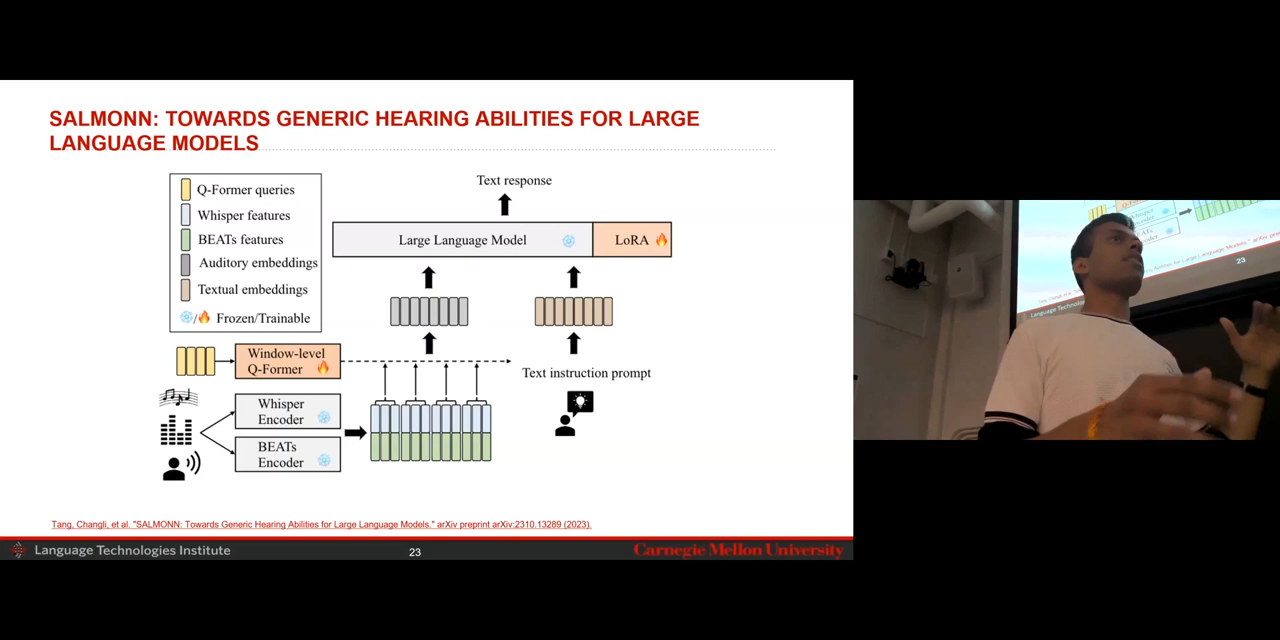 SALMONN: TOWARDS GENERIC HEARING ABILITIES FOR LARGE
LANGUAGE MODELS
Q-Former queries
Whisper features
BEATs features
Auditory embeddings
Textual embeddings
/ Frozen/Trainable
Text response
Large Language Model
LoRA
Window-level
Q-Former
Text instruction prompt
Whisper
Encoder
BEATs
Encoder
Tang, Changli, et al. "SALMONN: Towards Generic Hearing Abilities for Large Language Models." arXiv preprint arXiv:2310.13289 (2023).
Language Technologies Institute
23
Carnegie Mellon University
23